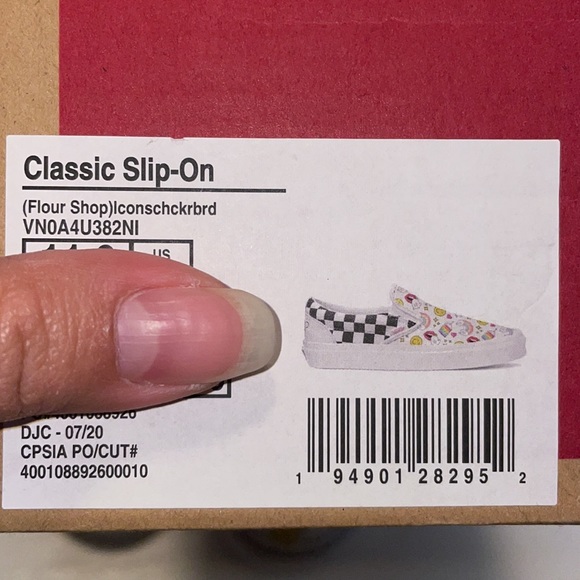 Classic Slip-On
(Flour Shop)Iconschckrbrd
VN0A4U382NI
US
DJC - 07/20
CPSIA PO/CUT#
400108892600010
1 94901 28295 2